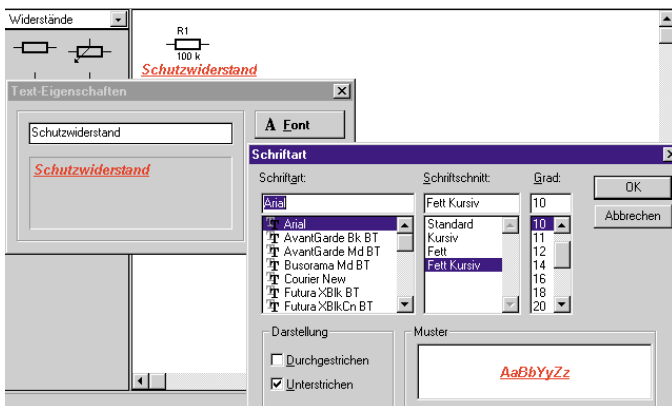 Widerstände
R1
100 k
Schutzwiderstand
Text-Eigenschaften
Schutzwiderstand
A Font
Schutzwiderstand
Schriftart
Schriftart:
Schriftschnitt:
Grad:
Arial
Fett Kursiv
10
OK
Abbrechen
Arial
AvantGarde Bk BT
AvantGarde Md BT
Busorama Md BT
Courier New
Futura XBlk BT
Futura XBlkCn BT
Standard
Kursiv
Fett
Fett Kursiv
10
11
12
14
16
18
20
Darstellung
Durchgestrichen
Unterstrichen
Muster
AaBbYyZz